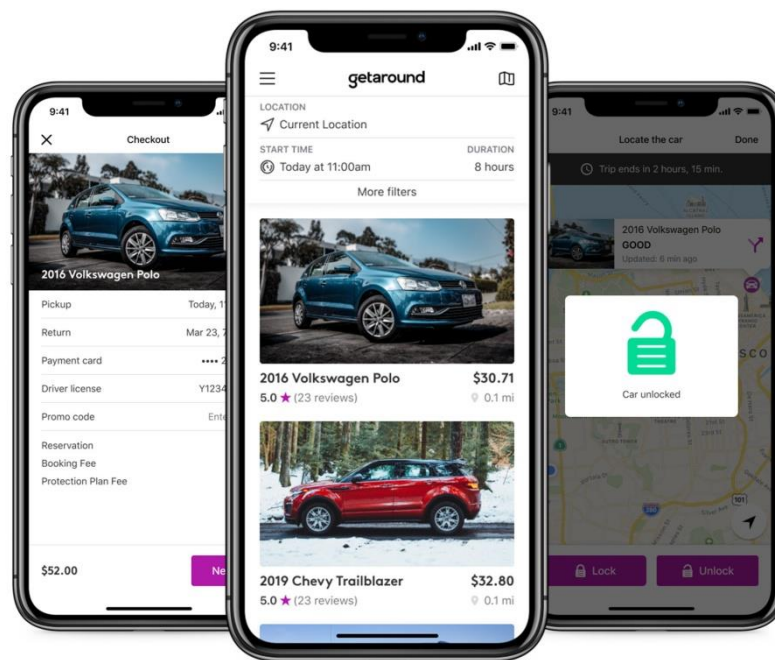 9:41
Checkout
2016 Volkswagen Polo
Pickup Today, 1
Return Mar 23,
Payment card •••• 2
Driver license Y1234
Promo code Ente
Reservation
Booking Fee
Protection Plan Fee
$52.00 Ne
9:41
getaround
LOCATION
Current Location
START TIME DURATION
Today at 11:00am 8 hours
More filters
2016 Volkswagen Polo $30.71
5.0 ★ (23 reviews) 0.1 mi
2019 Chevy Trailblazer $32.80
5.0 ★ (23 reviews) 0.1 mi
9:41
Locate the car Done
Trip ends in 2 hours, 15 min.
2016 Volkswagen Polo
GOOD
Updated: 6 min ago
SCO
Car unlocked
101
Lock Unlock